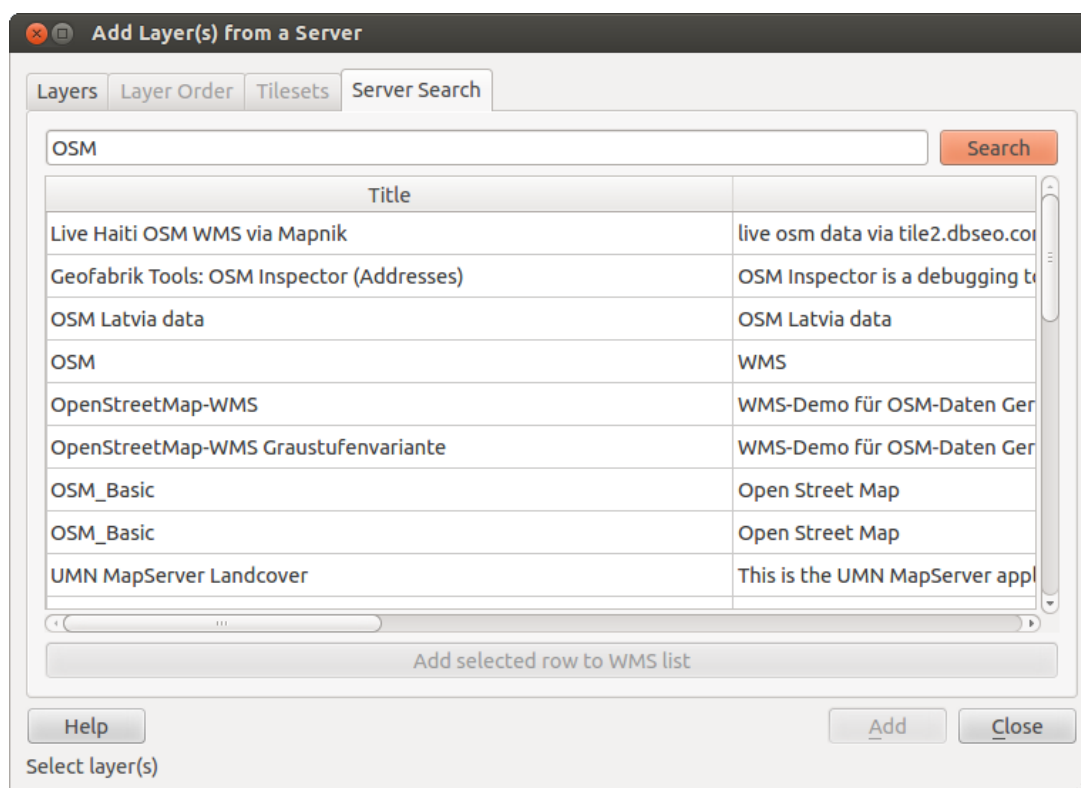 Add Layer(s) from a Server
Layers Layer Order Tilesets Server Search
OSM Search
Title
Live Haiti OSM WMS via Mapnik live osm data via tile2.dbseo.co
Geofabrik Tools: OSM Inspector (Addresses) OSM Inspector is a debugging t
OSM Latvia data OSM Latvia data
OSM WMS
OpenStreetMap-WMS WMS-Demo für OSM-Daten Ger
OpenStreetMap-WMS Graustufenvariante WMS-Demo für OSM-Daten Ger
OSM_Basic Open Street Map
OSM_Basic Open Street Map
UMN MapServer Landcover This is the UMN MapServer appl
Add selected row to WMS list
Help Add Close
Select layer(s)